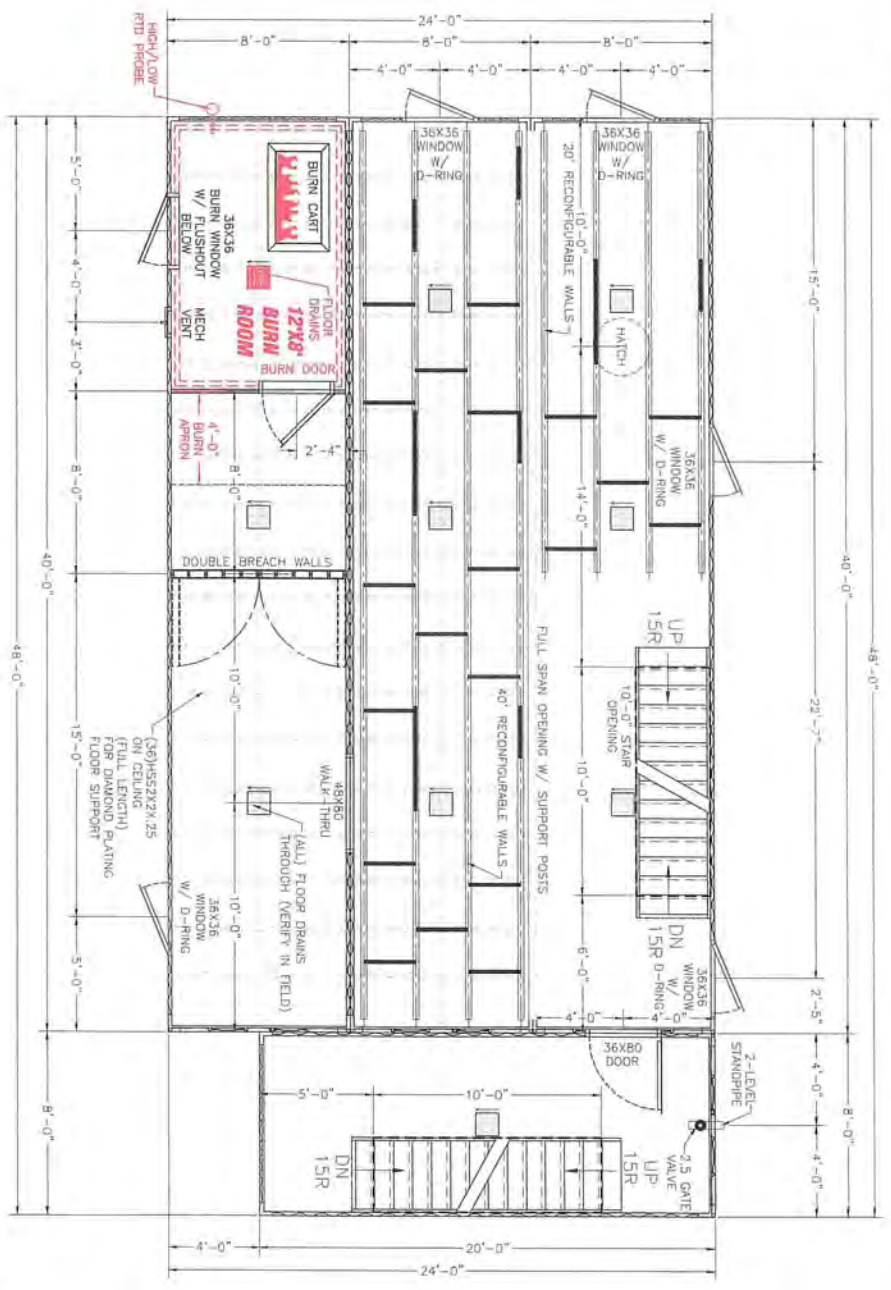 24'-0"
8'-0"
8'-0"
8'-0"
4'-0"
4'-0"
4'-0"
4'-0"
HIGH/LOW
RTD PROBE
48'-0"
40'-0"
5'-0"
4'-0"
3'-0"
8'-0"
15'-0"
5'-0"
8'-0"
BURN CART
36X36
BURN WINDOW
W/ FLUSHOUT
BELOW
MECH
VENT
FLOOR
DRAINS
12'X8'
BURN
ROOM
BURN DOOR
4'-0"
BURN
APRON
2'-4"
8'-0"
DOUBLE BREACH WALLS
10'-0"
10'-0"
(36)HSS2X2X.25
ON CEILING
(FULL LENGTH)
FOR DIAMOND PLATING
FLOOR SUPPORT
48X80
WALK-THRU
(ALL) FLOOR DRAINS
THROUGH (VERIFY IN FIELD)
36X36
WINDOW
W/ D-RING
36X36
WINDOW
W/
D-RING
40' RECONFIGURABLE WALLS
36X36
WINDOW
W/
D-RING
20' RECONFIGURABLE WALLS
10'-0"
HATCH
14'-0"
36X36
WINDOW
W/ D-RING
FULL SPAN OPENING W/ SUPPORT POSTS
UP
15R
10'-0" STAIR
OPENING
10'-0"
DN
15R
6'-0"
36X36
WINDOW
W/
D-RING
4'-0"
4'-0"
15'-0"
22'-7"
2'-5"
40'-0"
48'-0"
8'-0"
4'-0"
4'-0"
2-LEVEL
STANDPIPE
2.5 GATE
VALVE
36X80
DOOR
5'-0"
10'-0"
DN
15R
UP
15R
4'-0"
20'-0"
24'-0"